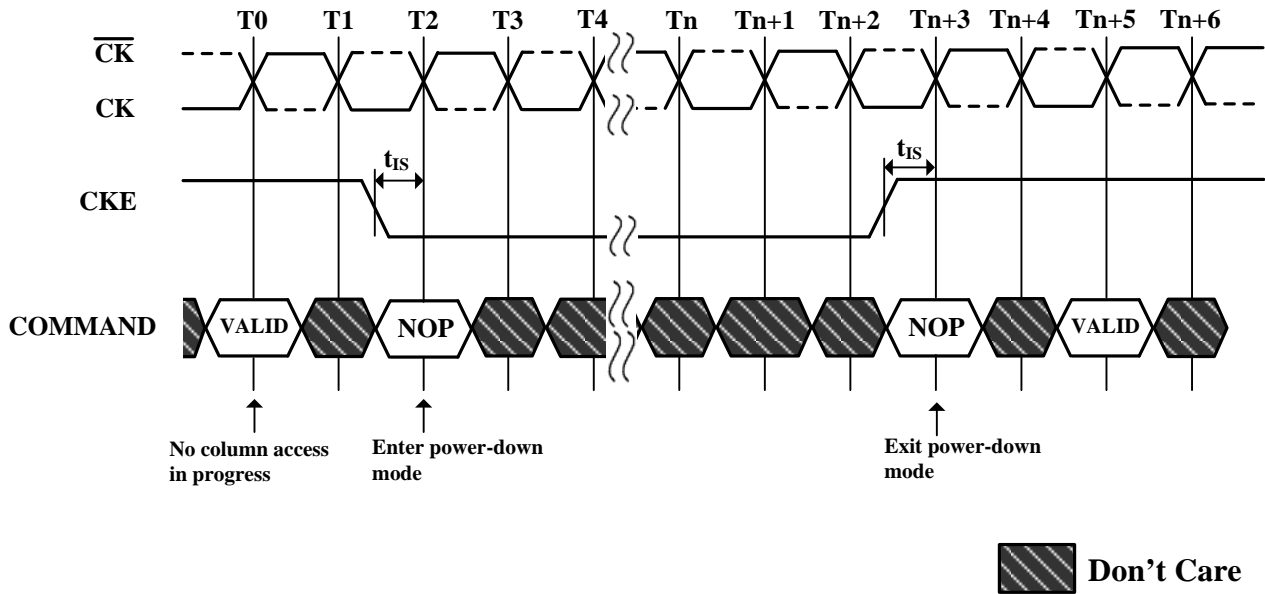 T0 T1 T2 T3 T4 Tn Tn+1 Tn+2 Tn+3 Tn+4 Tn+5 Tn+6
CK
CK
tIS
tIS
CKE
COMMAND
VALID
NOP
NOP
VALID
No column access
in progress
Enter power-down
mode
Exit power-down
mode
Don't Care